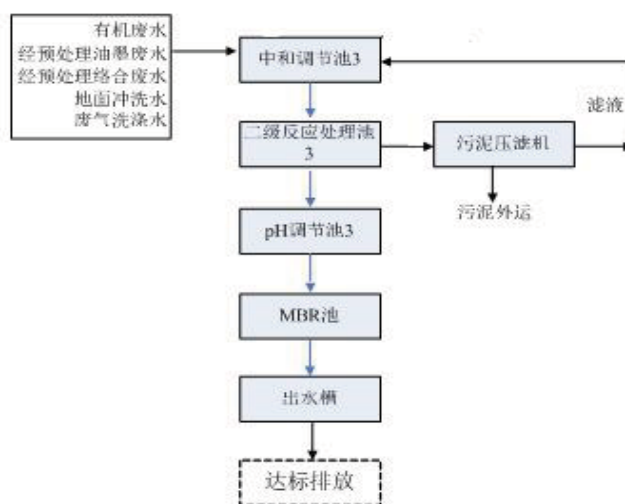 有机废水
经预处理油墨废水
经预处理络合废水
地面冲洗水
废气洗涤水
中和调节池3
滤液
二级反应处理池
3
污泥压滤机
污泥外运
pH调节池3
MBR池
出水槽
达标排放